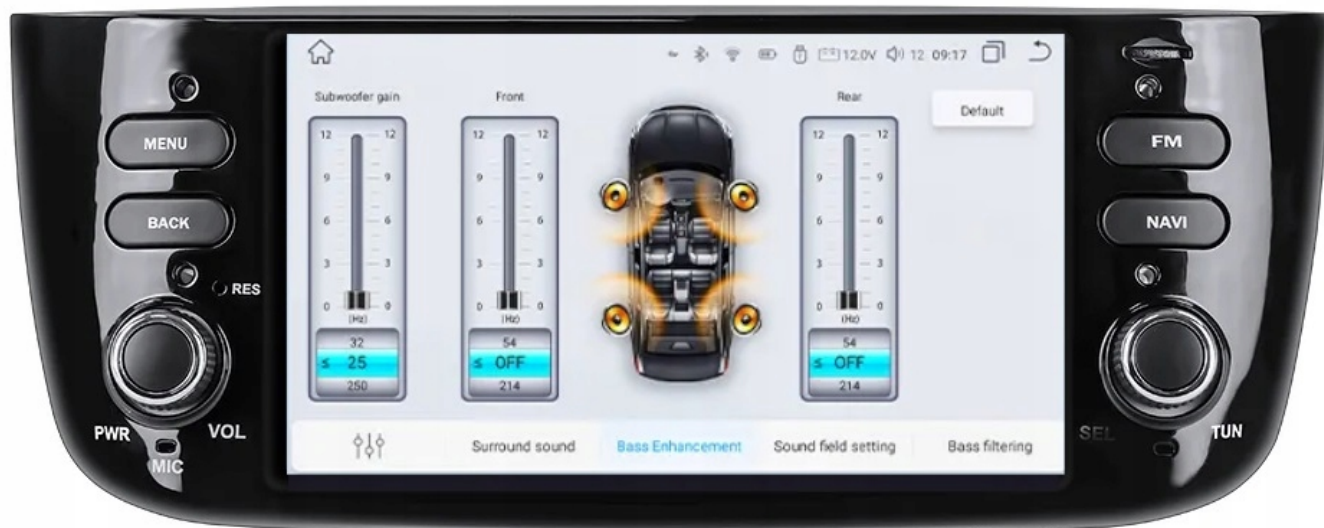 12.0V 12 09:17
Subwoofer gain
Front
Rear
Default
12 12
9 9
6 6
3 3
0 0
(Hz)
32
≤ 25
250
12 12
9 9
6 6
3 3
0 0
(Hz)
54
≤ OFF
214
12 12
9 9
6 6
3 3
0 0
(Hz)
54
≤ OFF
214
Surround sound
Bass Enhancement
Sound field setting
Bass filtering
MENU
BACK
RES
PWR
VOL
MIC
FM
NAVI
SEL
TUN